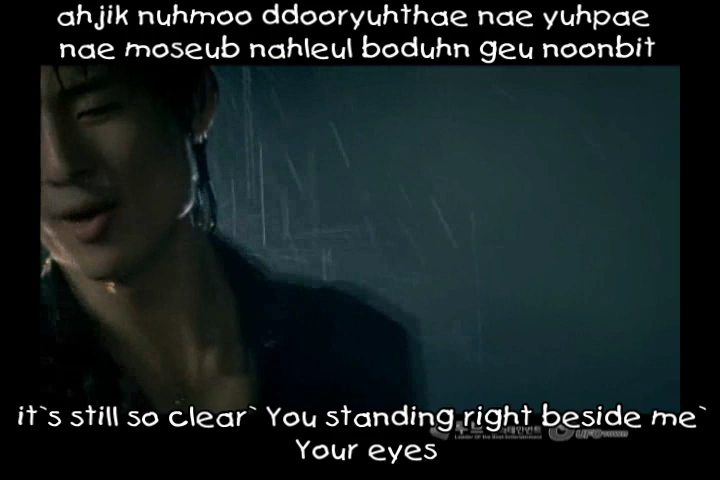 ahjik nuhmoo ddooryuhthae nae yuhpae
nae moseub nahleul boduhn geu noonbit
it`s still so clear` You standing right beside me`
Your eyes